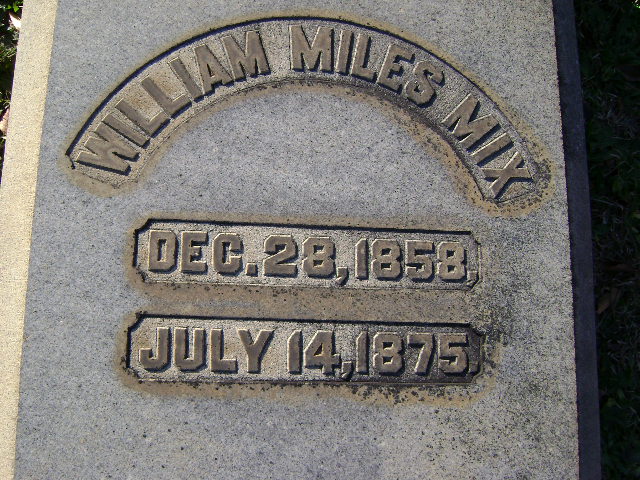 WILLIAM MILES MIX
DEC. 28, 1858.
JULY 14, 1875.